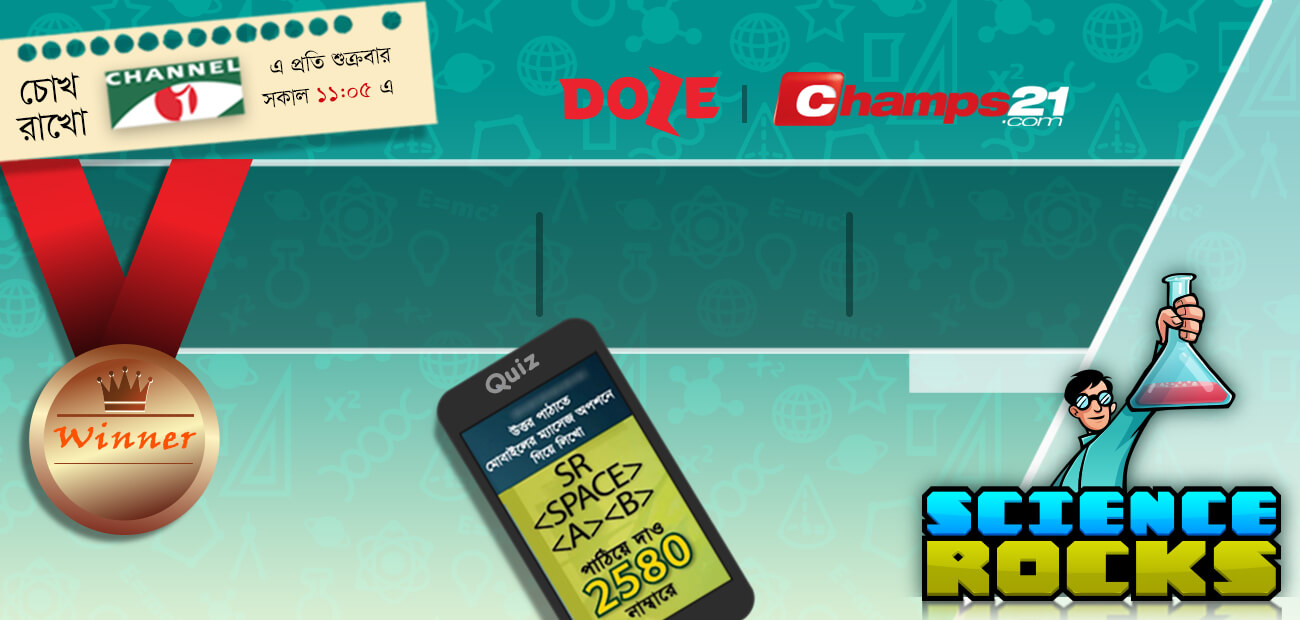 চোখ
রাখো
CHANNEL
এ প্রতি শুক্রবার
সকাল ১১:০৫ এ
DOZE
Champs21
.com
Winner
Quiz
উত্তর পাঠাতে
মোবাইলের ম্যাসেজ অপশনে
গিয়ে লিখো
SR
<SPACE>
<A><B>
পাঠিয়ে দাও
2580
নাম্বারে
SCIENCE
ROCKS